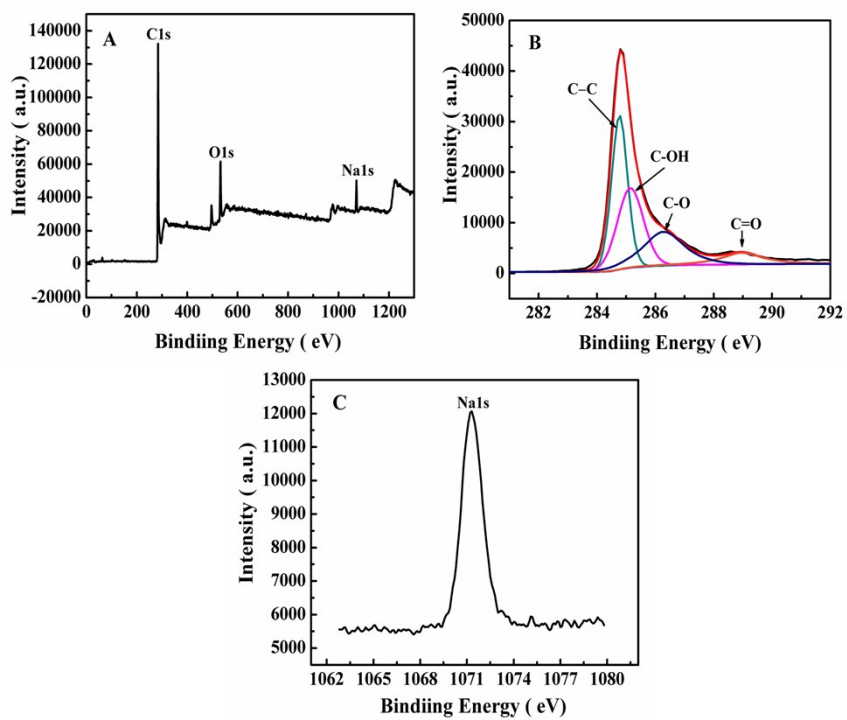 A
C1s
O1s
Na1s
140000
120000
100000
80000
60000
40000
20000
0
-20000
Intensity ( a.u.)
0 200 400 600 800 1000 1200
Bindiing Energy ( eV)
B
C–C
C-OH
C-O
C=O
50000
40000
30000
20000
10000
0
Intensity ( a.u.)
282 284 286 288 290 292
Bindiing Energy ( eV)
C
Na1s
13000
12000
11000
10000
9000
8000
7000
6000
5000
Intensity ( a.u.)
1062 1065 1068 1071 1074 1077 1080
Bindiing Energy ( eV)